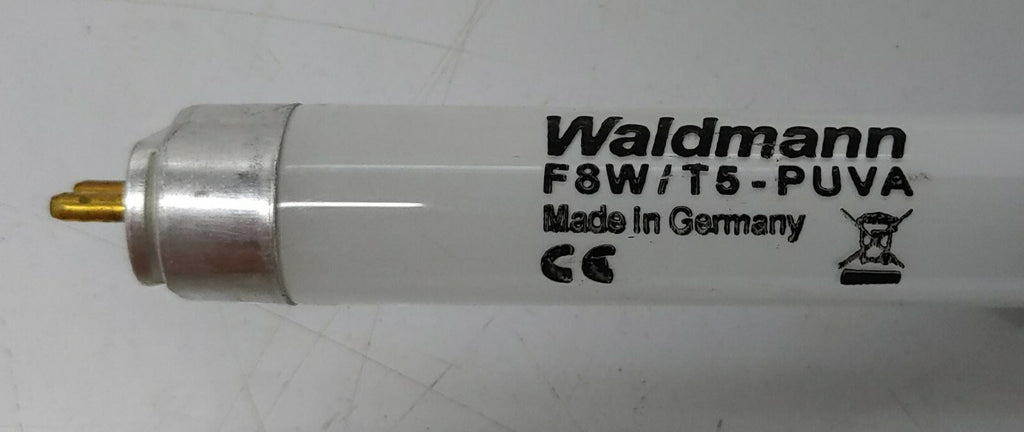 Waldmann
F8W/T5-PUVA
Made in Germany
CE